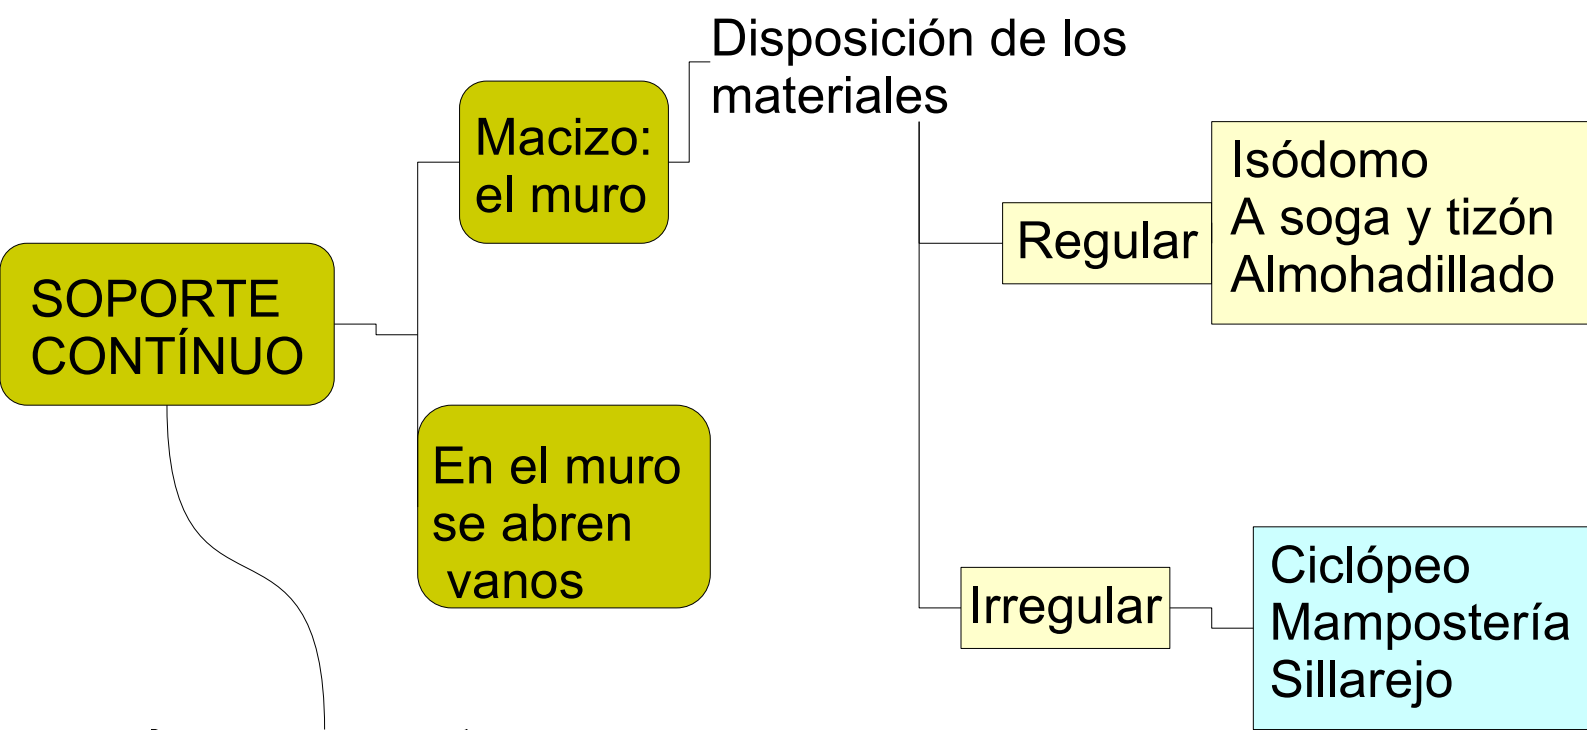 Disposición de los
materiales
Macizo:
el muro
Isódomo
A soga y tizón
Almohadillado
Regular
SOPORTE
CONTÍNUO
En el muro
se abren
vanos
Irregular
Ciclópeo
Mampostería
Sillarejo